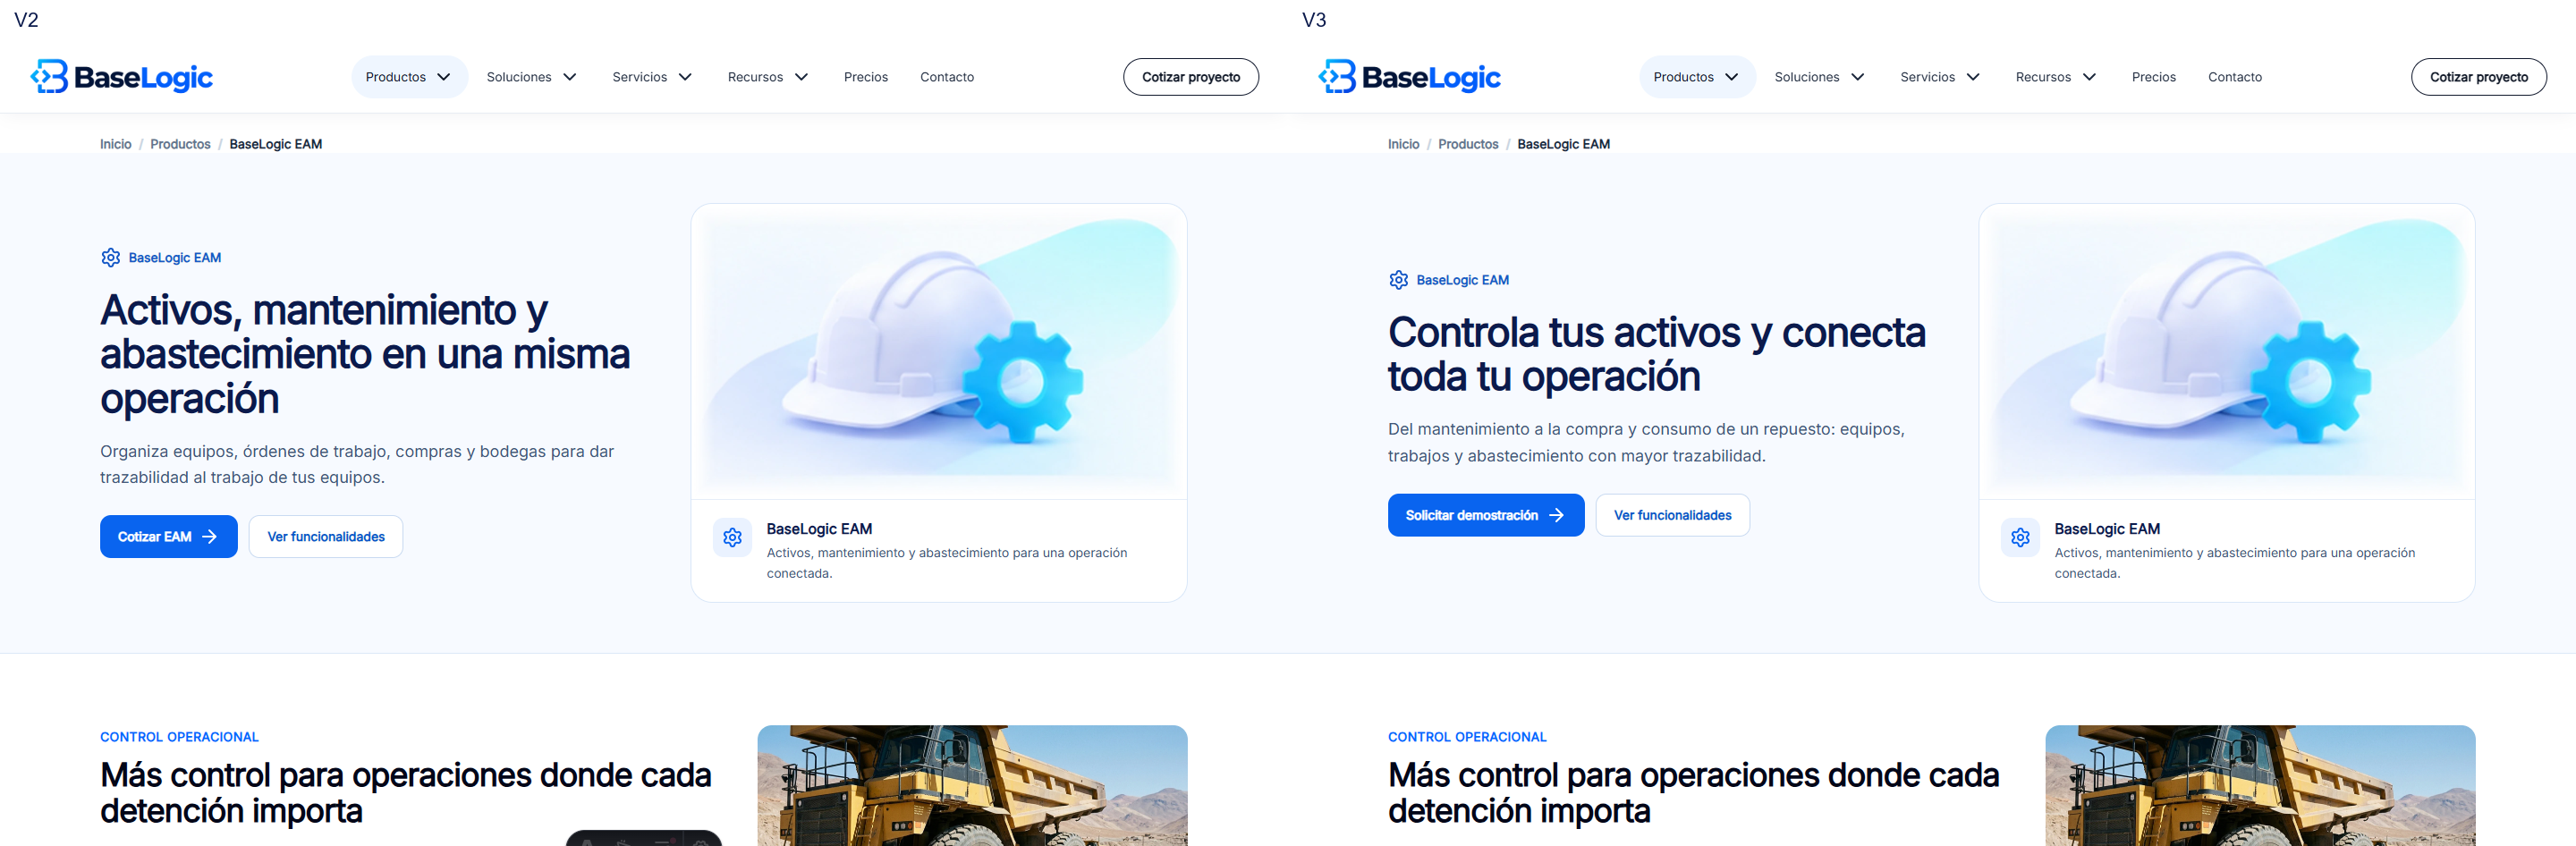 V2
BaseLogic
Productos
Soluciones
Servicios
Recursos
Precios
Contacto
Cotizar proyecto
Inicio / Productos / BaseLogic EAM
BaseLogic EAM
Activos, mantenimiento y
abastecimiento en una misma
operación
Organiza equipos, órdenes de trabajo, compras y bodegas para dar
trazabilidad al trabajo de tus equipos.
Cotizar EAM
Ver funcionalidades
BaseLogic EAM
Activos, mantenimiento y abastecimiento para una operación
conectada.
CONTROL OPERACIONAL
Más control para operaciones donde cada
detención importa
V3
BaseLogic
Productos
Soluciones
Servicios
Recursos
Precios
Contacto
Cotizar proyecto
Inicio / Productos / BaseLogic EAM
BaseLogic EAM
Controla tus activos y conecta
toda tu operación
Del mantenimiento a la compra y consumo de un repuesto: equipos,
trabajos y abastecimiento con mayor trazabilidad.
Solicitar demostración
Ver funcionalidades
BaseLogic EAM
Activos, mantenimiento y abastecimiento para una operación
conectada.
CONTROL OPERACIONAL
Más control para operaciones donde cada
detención importa